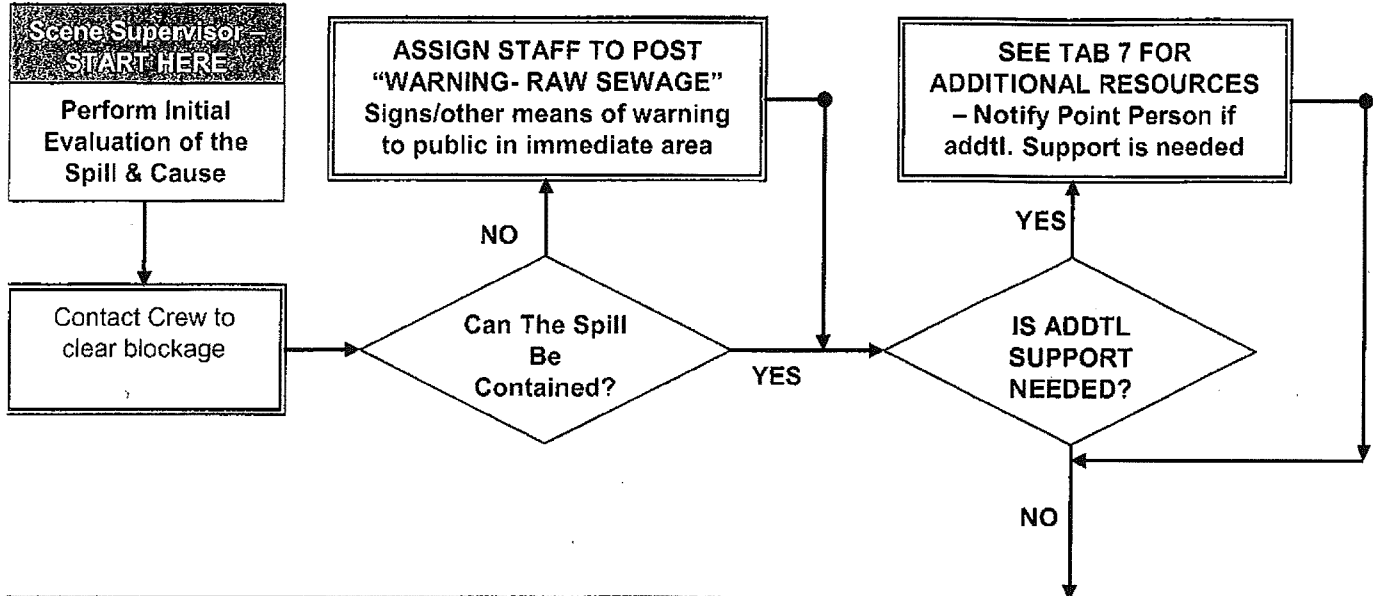 Scene Supervisor –
START HERE
Perform Initial
Evaluation of the
Spill & Cause
Contact Crew to
clear blockage
ASSIGN STAFF TO POST
“WARNING- RAW SEWAGE”
Signs/other means of warning
to public in immediate area
NO
Can The Spill
Be
Contained?
YES
SEE TAB 7 FOR
ADDITIONAL RESOURCES
– Notify Point Person if
addtl. Support is needed
YES
IS ADDTL
SUPPORT
NEEDED?
NO